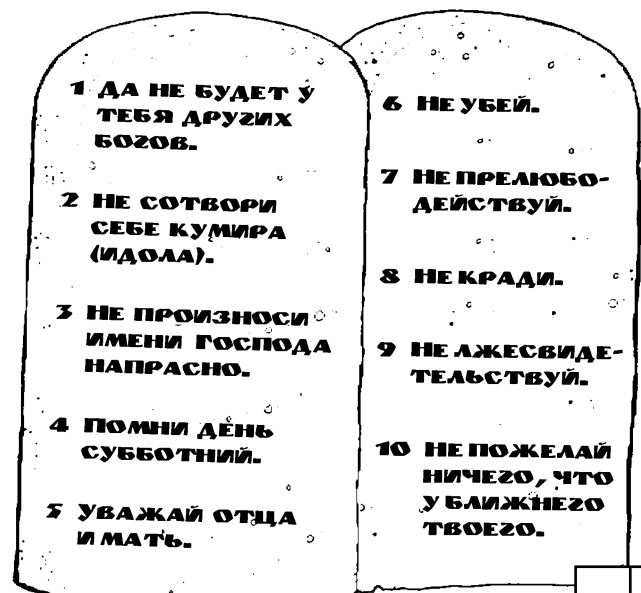 1 Да не будет у
тебя других
богов.
2 Не сотвори
себе кумира
(идола).
3 Не произноси
имени Господа
напрасно.
4 Помни день
субботний.
5 Уважай отца
и мать.
6 Не убей.
7 Не прелюбо-
действуй.
8 Не кради.
9 Не лжесвиде-
тельствуй.
10 Не пожелай
ничего, что
у ближнего
твоего.